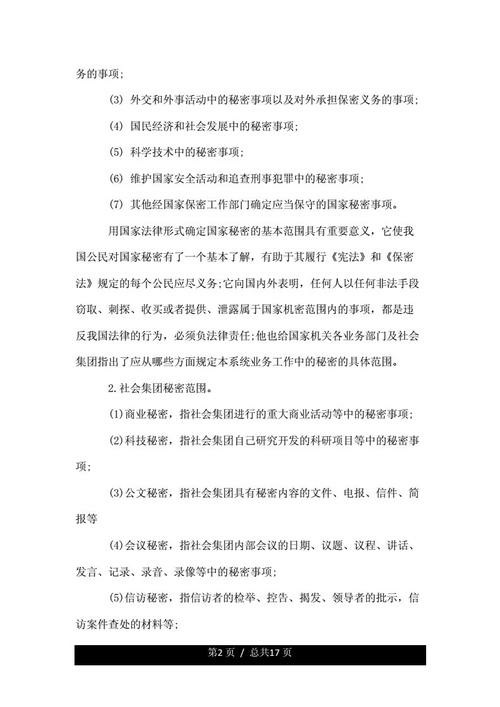 务的事项;
(3) 外交和外事活动中的秘密事项以及对外承担保密义务的事项;
(4) 国民经济和社会发展中的秘密事项;
(5) 科学技术中的秘密事项;
(6) 维护国家安全活动和追查刑事犯罪中的秘密事项;
(7) 其他经国家保密工作部门确定应当保守的国家秘密事项。
用国家法律形式确定国家秘密的基本范围具有重要意义，它使我
国公民对国家秘密有了一个基本了解，有助于其履行《宪法》和《保密
法》规定的每个公民应尽义务;它向国内外表明，任何人以任何非法手段
窃取、刺探、收买或者提供、泄露属于国家机密范围内的事项，都是违
反我国法律的行为，必须负法律责任;他也给国家机关各业务部门及社会
集团指出了应从哪些方面规定本系统业务工作中的秘密的具体范围。
2.社会集团秘密范围。
(1)商业秘密，指社会集团进行的重大商业活动等中的秘密事项;
(2)科技秘密，指社会集团自己研究开发的科研项目等中的秘密事
项;
(3)公文秘密，指社会集团具有秘密内容的文件、电报、信件、简
报等
(4)会议秘密，指社会集团内部会议的日期、议题、议程、讲话、
发言、记录、录音、录像等中的秘密事项;
(5)信访秘密，指信访者的检举、控告、揭发、领导者的批示，信
访案件查处的材料等;
第2 页 / 总共17 页